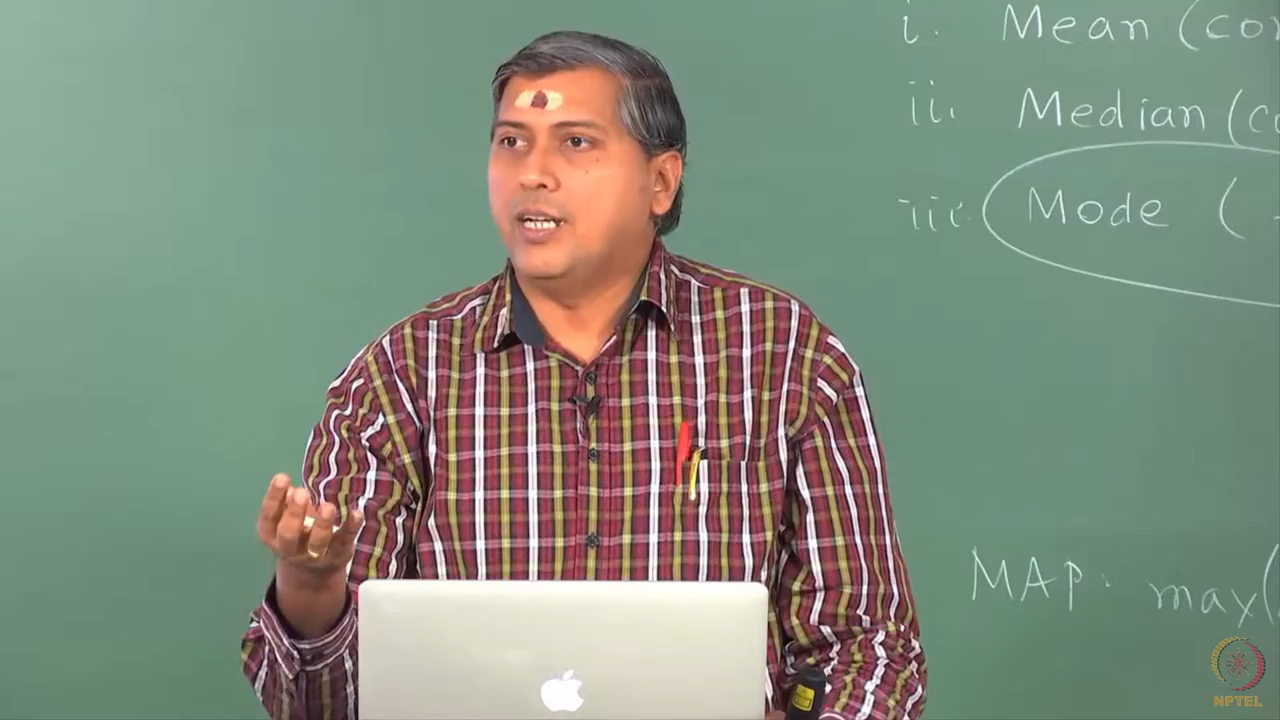 i. Mean (co
ii. Median (c
iii. Mode (
MAP: max(
NPTEL